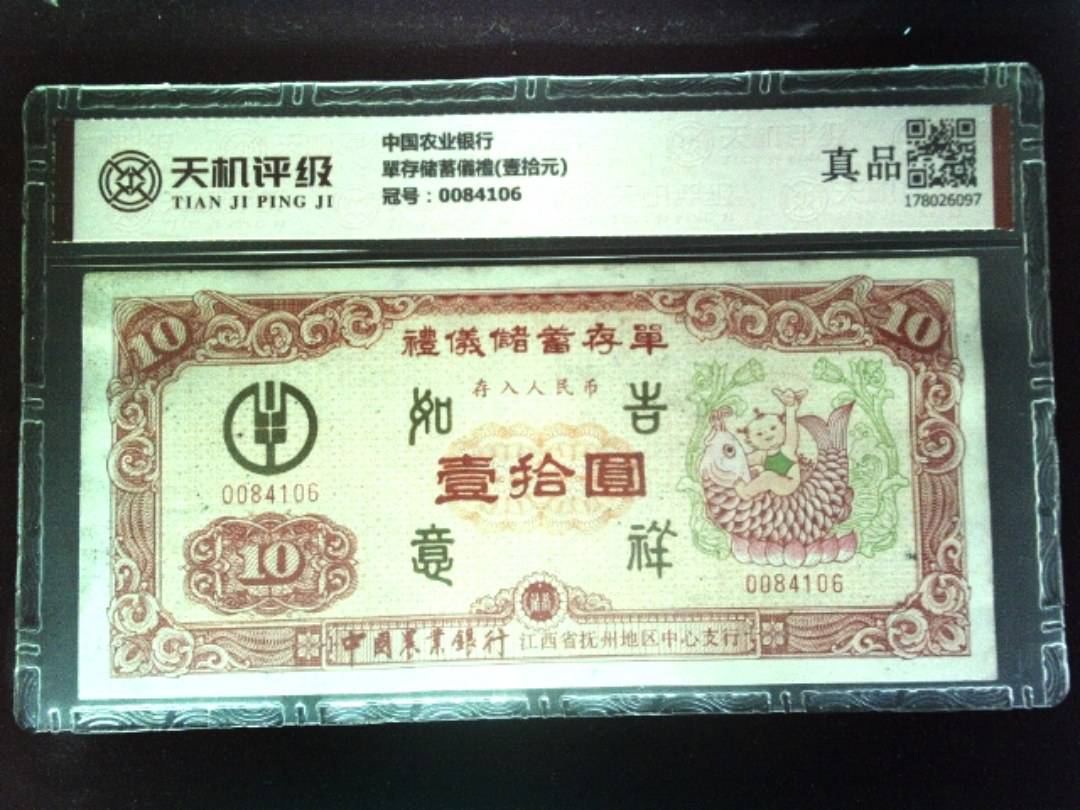 天机评级
TIAN JI PING JI
中国农业银行
單存储蓄儀禮(壹拾元)
冠号：0084106
真品
178026097
10
10
禮儀儲蓄存單
存入人民币
如 吉
壹拾圓
意 祥
0084106
10
0084106
中國農業銀行 江西省抚州地区中心支行